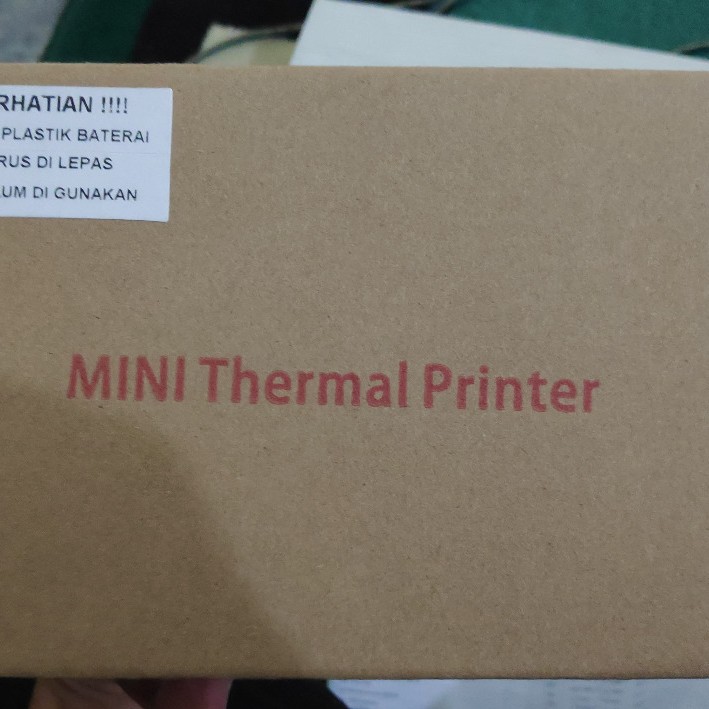 RHATIAN !!!!
PLASTIK BATERAI
RUS DI LEPAS
UM DI GUNAKAN
MINI Thermal Printer